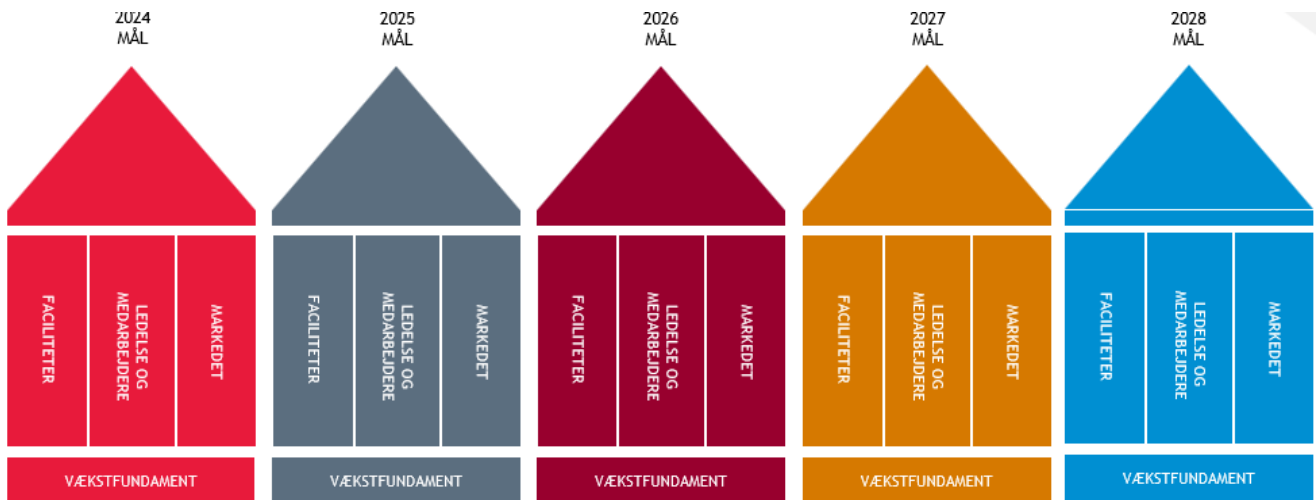 2024
MÅL
2025
MÅL
2026
MÅL
2027
MÅL
2028
MÅL
FACILITETER
LEDELSE OG
MEDARBEJDERE
MARKEDET
FACILITETER
LEDELSE OG
MEDARBEJDERE
MARKEDET
FACILITETER
LEDELSE OG
MEDARBEJDERE
MARKEDET
FACILITETER
LEDELSE OG
MEDARBEJDERE
MARKEDET
FACILITETER
LEDELSE OG
MEDARBEJDERE
MARKEDET
VÆKSTFUNDAMENT
VÆKSTFUNDAMENT
VÆKSTFUNDAMENT
VÆKSTFUNDAMENT
VÆKSTFUNDAMENT